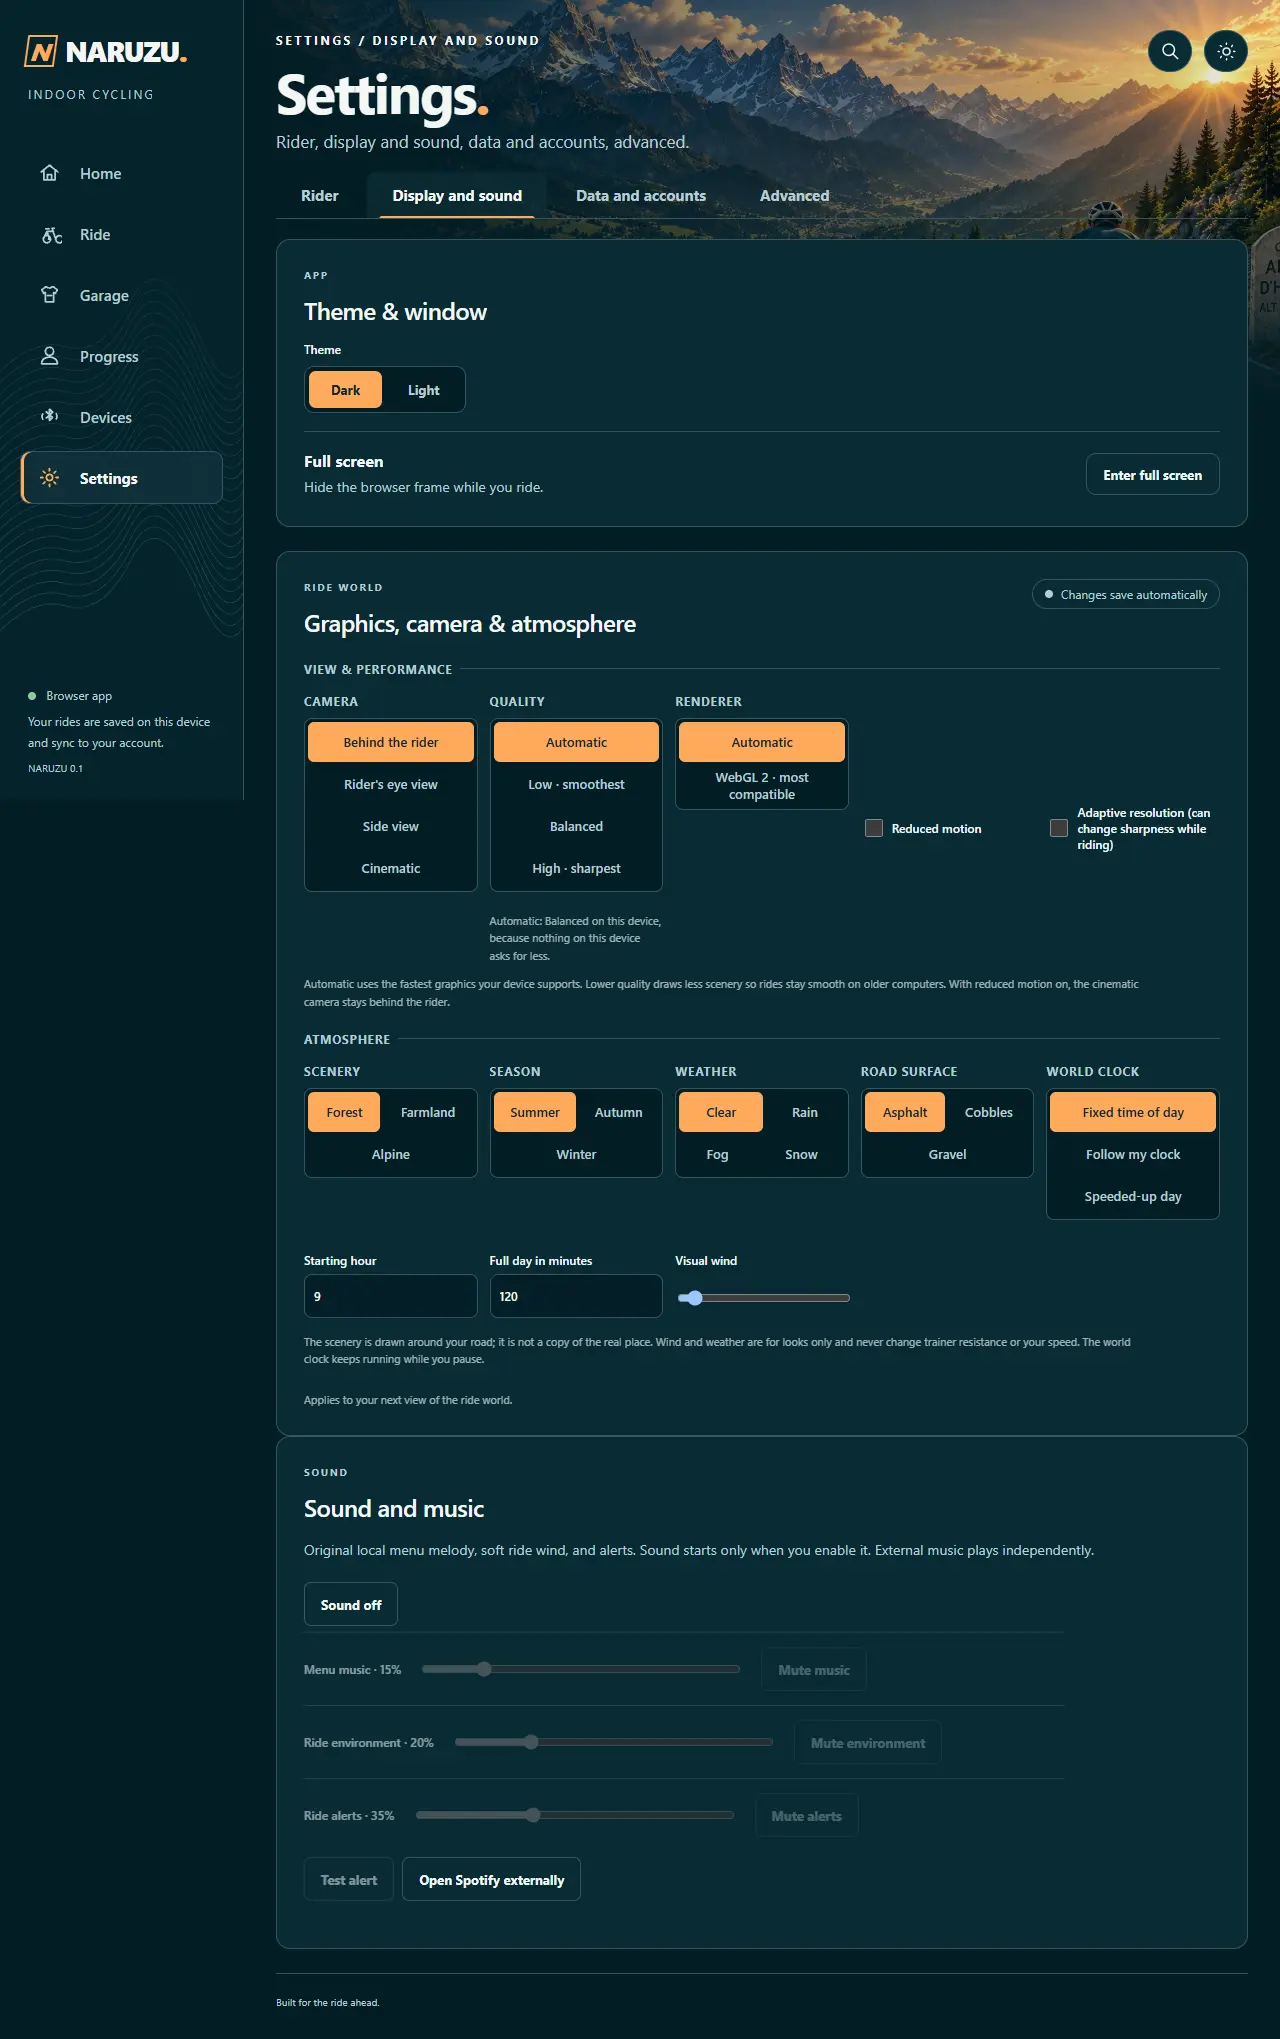 N NARUZU.
INDOOR CYCLING
Home
Ride
Garage
Progress
Devices
Settings
Browser app
Your rides are saved on this device
and sync to your account.
NARUZU 0.1
SETTINGS / DISPLAY AND SOUND
Settings.
Rider, display and sound, data and accounts, advanced.
Rider
Display and sound
Data and accounts
Advanced
APP
Theme & window
Theme
Dark
Light
Full screen
Hide the browser frame while you ride.
Enter full screen
RIDE WORLD
Changes save automatically
Graphics, camera & atmosphere
VIEW & PERFORMANCE
CAMERA
Behind the rider
Rider's eye view
Side view
Cinematic
QUALITY
Automatic
Low · smoothest
Balanced
High · sharpest
Automatic: Balanced on this device,
because nothing on this device
asks for less.
RENDERER
Automatic
WebGL 2 · most
compatible
Reduced motion
Adaptive resolution (can
change sharpness while
riding)
Automatic uses the fastest graphics your device supports. Lower quality draws less scenery so rides stay smooth on older computers. With reduced motion on, the cinematic
camera stays behind the rider.
ATMOSPHERE
SCENERY
Forest
Farmland
Alpine
SEASON
Summer
Autumn
Winter
WEATHER
Clear
Rain
Fog
Snow
ROAD SURFACE
Asphalt
Cobbles
Gravel
WORLD CLOCK
Fixed time of day
Follow my clock
Speeded-up day
Starting hour
9
Full day in minutes
120
Visual wind
The scenery is drawn around your road; it is not a copy of the real place. Wind and weather are for looks only and never change trainer resistance or your speed. The world
clock keeps running while you pause.
Applies to your next view of the ride world.
SOUND
Sound and music
Original local menu melody, soft ride wind, and alerts. Sound starts only when you enable it. External music plays independently.
Sound off
Menu music · 15%
Mute music
Ride environment · 20%
Mute environment
Ride alerts · 35%
Mute alerts
Test alert
Open Spotify externally
Built for the ride ahead.